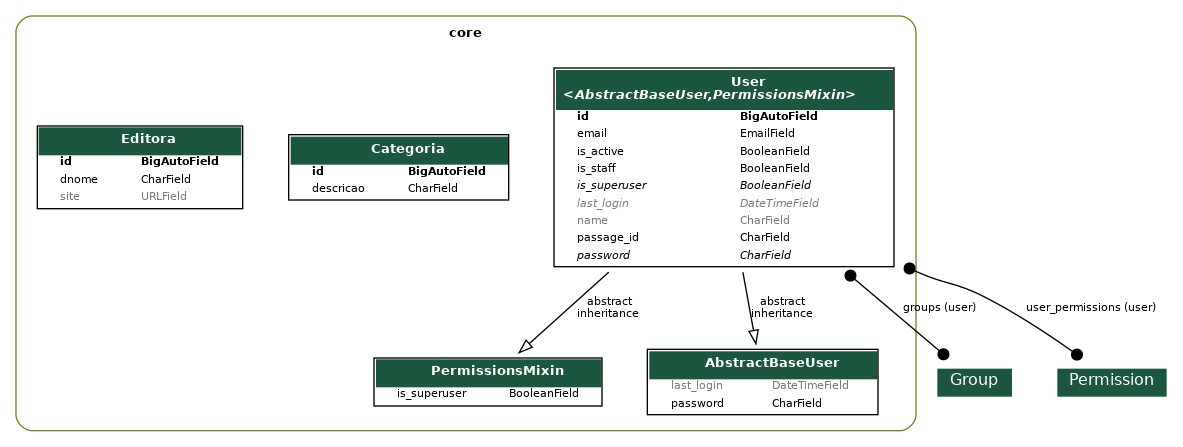 core
User
<AbstractBaseUser,PermissionsMixin>
id BigAutoField
email EmailField
is_active BooleanField
is_staff BooleanField
is_superuser BooleanField
last_login DateTimeField
name CharField
passage_id CharField
password CharField
Editora
id BigAutoField
dnome CharField
site URLField
Categoria
id BigAutoField
descricao CharField
abstract
inheritance
abstract
inheritance
groups (user)
user_permissions (user)
PermissionsMixin
is_superuser BooleanField
AbstractBaseUser
last_login DateTimeField
password CharField
Group
Permission